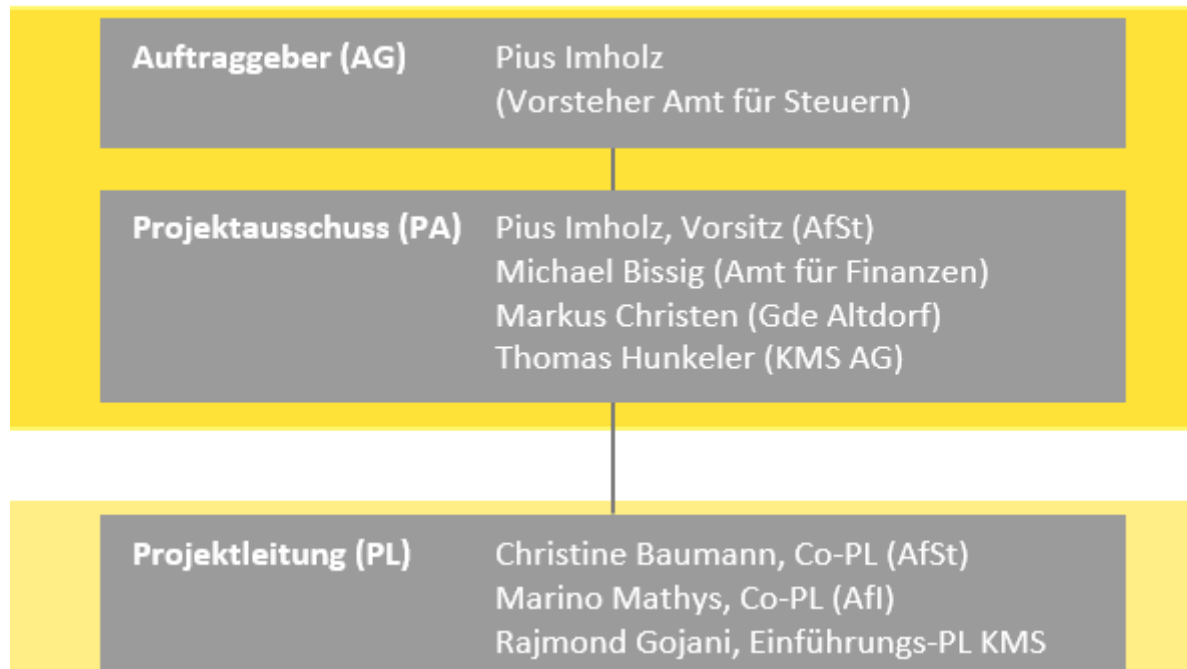 Auftraggeber (AG) Pius Imholz
(Vorsteher Amt für Steuern)
Projektausschuss (PA) Pius Imholz, Vorsitz (AfSt)
Michael Bissig (Amt für Finanzen)
Markus Christen (Gde Altdorf)
Thomas Hunkeler (KMS AG)
Projektleitung (PL) Christine Baumann, Co-PL (AfSt)
Marino Mathys, Co-PL (AfI)
Rajmond Gojani, Einführungs-PL KMS